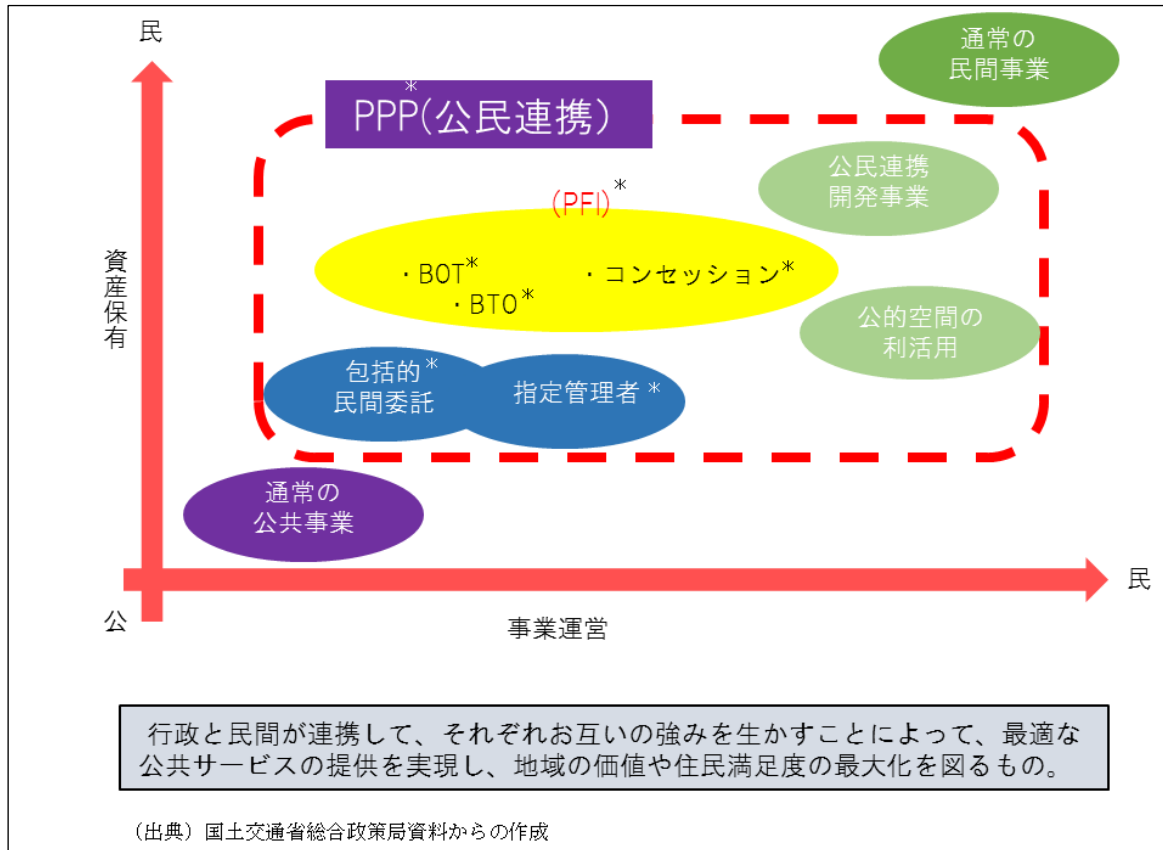 民
通常の
民間事業
*
PPP(公民連携)
公民連携
開発事業
(PFI)*
・BOT*
・コンセッション*
・BTO*
資産保有
公的空間の
利活用
包括的*
民間委託
指定管理者*
通常の
公共事業
民
公
事業運営
行政と民間が連携して、それぞれお互いの強みを生かすことによって、最適な
公共サービスの提供を実現し、地域の価値や住民満足度の最大化を図るもの。
(出典)国土交通省総合政策局資料からの作成